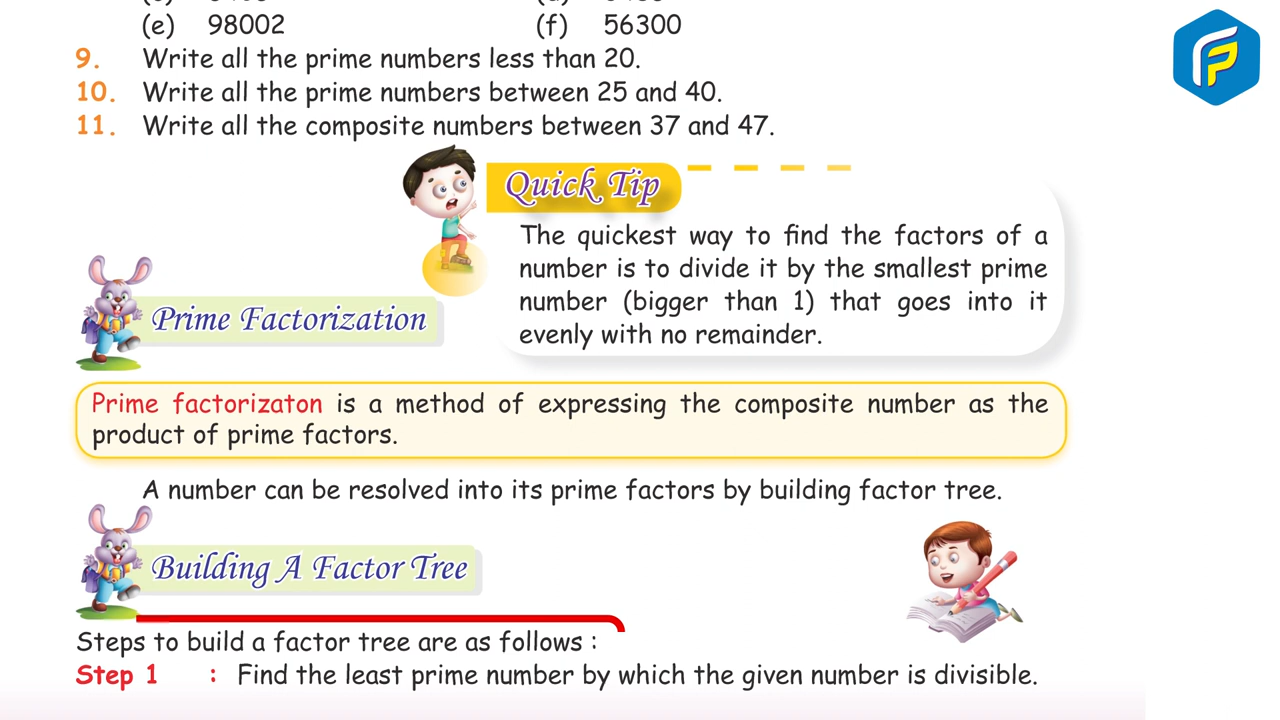 (e) 98002 (f) 56300
9. Write all the prime numbers less than 20.
10. Write all the prime numbers between 25 and 40.
11. Write all the composite numbers between 37 and 47.
Quick Tip
The quickest way to find the factors of a
number is to divide it by the smallest prime
number (bigger than 1) that goes into it
evenly with no remainder.
Prime Factorization
Prime factorizaton is a method of expressing the composite number as the
product of prime factors.
A number can be resolved into its prime factors by building factor tree.
Building A Factor Tree
Steps to build a factor tree are as follows :
Step 1 : Find the least prime number by which the given number is divisible.